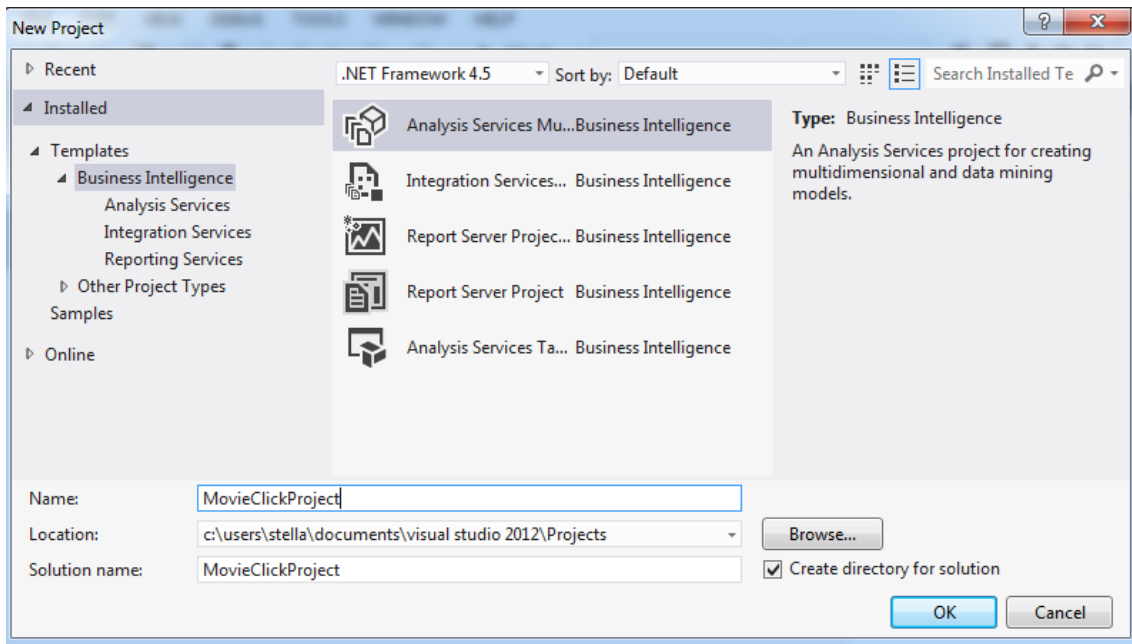 New Project
?
X
Recent
Installed
Templates
Business Intelligence
Analysis Services
Integration Services
Reporting Services
Other Project Types
Samples
Online
.NET Framework 4.5 Sort by: Default Search Installed Te
Analysis Services Mu...Business Intelligence
Integration Services... Business Intelligence
Report Server Projec... Business Intelligence
Report Server Project Business Intelligence
Analysis Services Ta... Business Intelligence
Type: Business Intelligence
An Analysis Services project for creating
multidimensional and data mining
models.
Name: MovieClickProject
Location: c:\users\stella\documents\visual studio 2012\Projects Browse...
Solution name: MovieClickProject Create directory for solution
OK Cancel